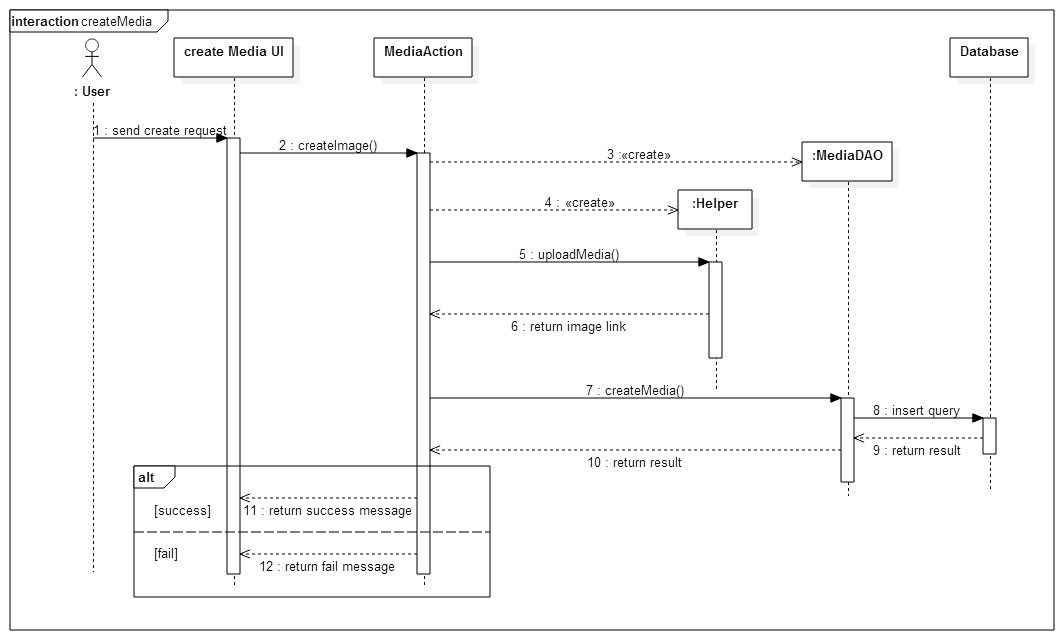 interaction createMedia
create Media UI
MediaAction
Database
: User
1 : send create request
2 : createImage()
3 :«create»
:MediaDAO
4 : «create»
:Helper
5 : uploadMedia()
6 : return image link
7 : createMedia()
8 : insert query
9 : return result
10 : return result
alt
[success]
11 : return success message
[fail]
12 : return fail message